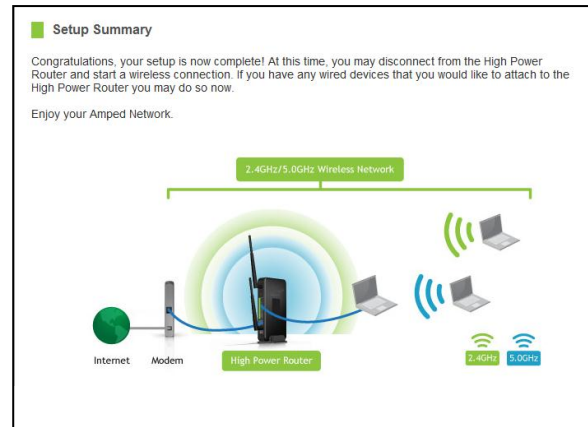 Setup Summary
Congratulations, your setup is now complete! At this time, you may disconnect from the High Power
Router and start a wireless connection. If you have any wired devices that you would like to attach to the
High Power Router you may do so now.
Enjoy your Amped Network.
2.4GHz/5.0GHz Wireless Network
Internet
Modem
High Power Router
2.4GHz
5.0GHz